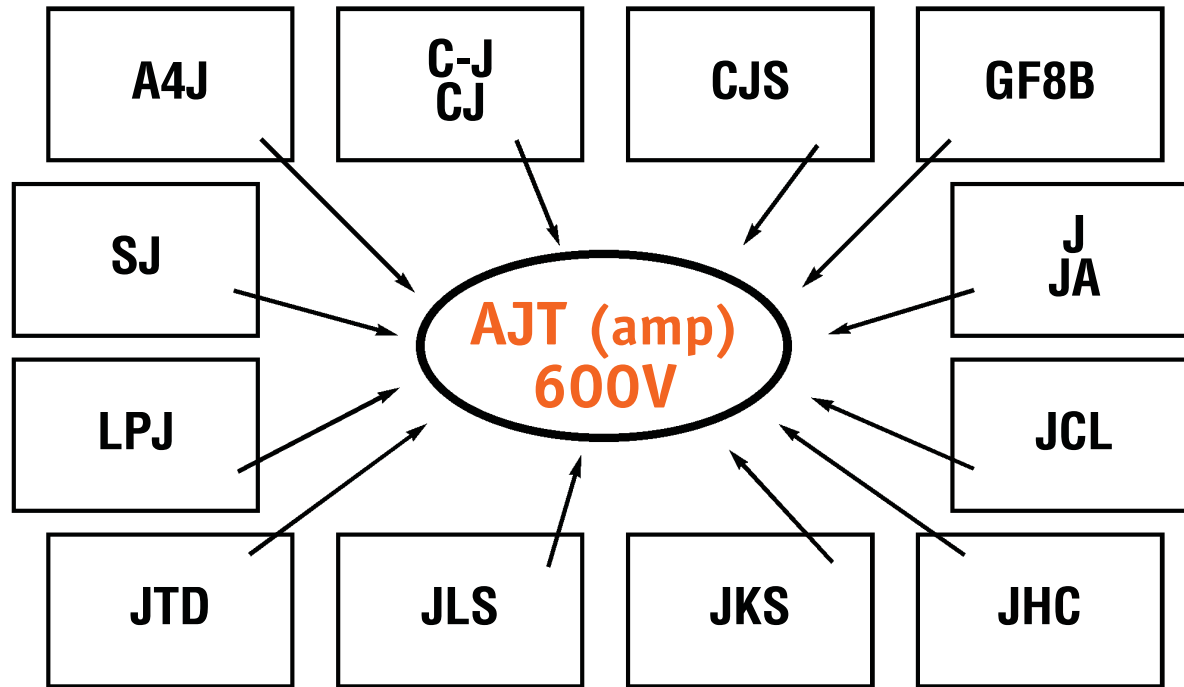 A4J
C-J
CJ
CJS
GF8B
SJ
J
JA
AJT (amp)
600V
LPJ
JCL
JTD
JLS
JKS
JHC